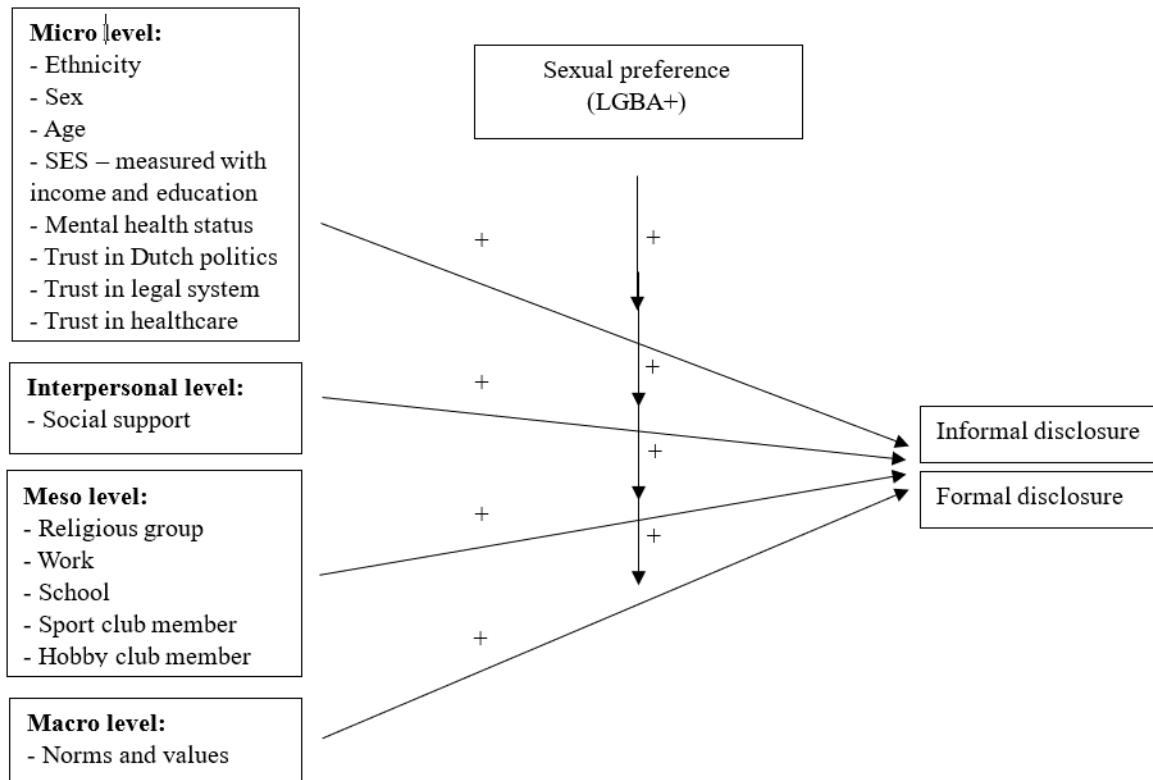 Micro level:
- Ethnicity
- Sex
- Age
- SES – measured with
income and education
- Mental health status
- Trust in Dutch politics
- Trust in legal system
- Trust in healthcare
Interpersonal level:
- Social support
Meso level:
- Religious group
- Work
- School
- Sport club member
- Hobby club member
Macro level:
- Norms and values
Sexual preference
(LGBA+)
+
+
+
+
+
+
+
+
Informal disclosure
Formal disclosure